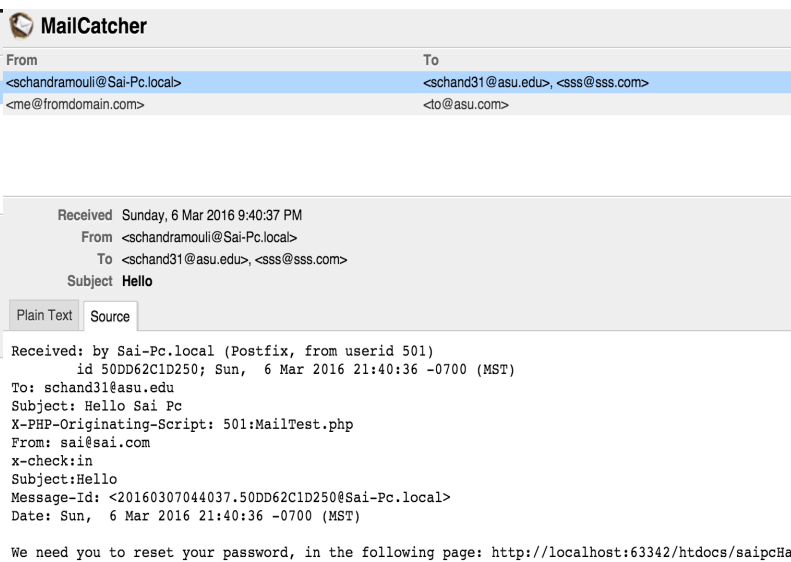 MailCatcher
From To
<schandramouli@Sai-Pc.local> <schand31@asu.edu>, <sss@sss.com>
<me@fromdomain.com> <to@asu.com>
Received Sunday, 6 Mar 2016 9:40:37 PM
From <schandramouli@Sai-Pc.local>
To <schand31@asu.edu>, <sss@sss.com>
Subject Hello
Plain Text Source
Received: by Sai-Pc.local (Postfix, from userid 501)
id 50DD62C1D250; Sun,  6 Mar 2016 21:40:36 -0700 (MST)
To: schand31@asu.edu
Subject: Hello Sai Pc
X-PHP-Originating-Script: 501:MailTest.php
From: sai@sai.com
x-check:in
Subject:Hello
Message-Id: <20160307044037.50DD62C1D250@Sai-Pc.local>
Date: Sun,  6 Mar 2016 21:40:36 -0700 (MST)
We need you to reset your password, in the following page: http://localhost:63342/htdocs/saipcHa